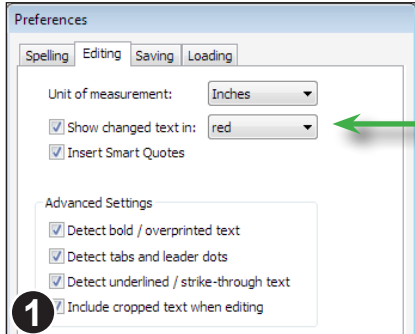 Preferences
Spelling Editing Saving Loading
Unit of measurement: Inches
Show changed text in: red
Insert Smart Quotes
Advanced Settings
Detect bold / overprinted text
Detect tabs and leader dots
Detect underlined / strike-through text
Include cropped text when editing
1